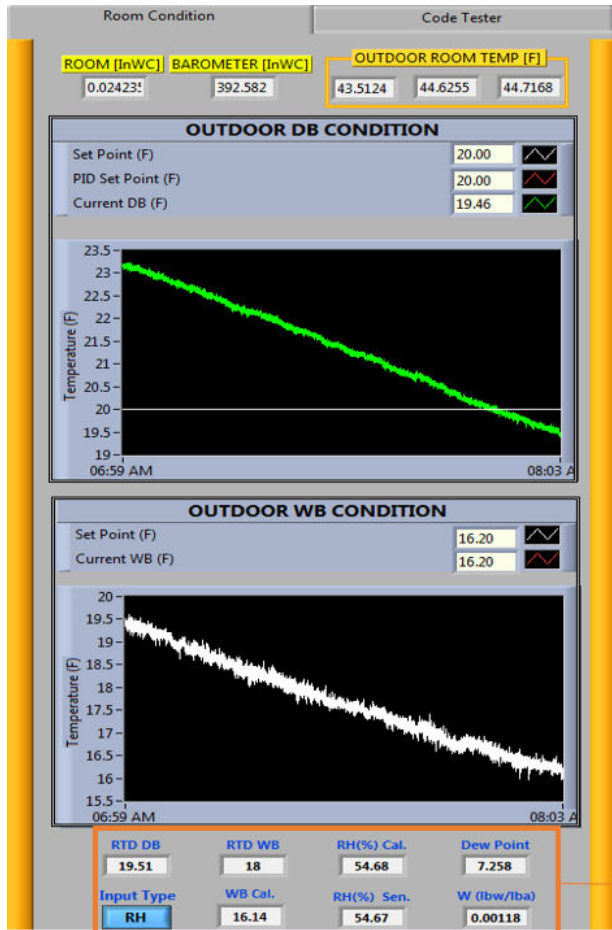 Room Condition Code Tester
ROOM [InWC] BAROMETER [InWC] OUTDOOR ROOM TEMP [F]
392.582 43.5124 44.6255 44.7168
OUTDOOR DB CONDITION
Set Point (F) 20.00
PID Set Point (F) 20.00
Current DB (F) 19.46
Temperature (F)
23.5
23
22.5
22
21.5
21
20.5
20
19.5
19
06:59 AM 08:03 A
OUTDOOR WB CONDITION
Set Point (F) 16.20
Current WB (F) 16.20
Temperature (F)
20
19.5
19
18.5
18
17.5
17
16.5
16
15.5
06:59 AM 08:03 A
RTD DB RTD WB RH(%) Cal. Dew Point
19.51 18 54.68 7.258
Input Type WB Cal. RH(%) Sen. W (lbw/lba)
RH 16.14 54.67 0.00118